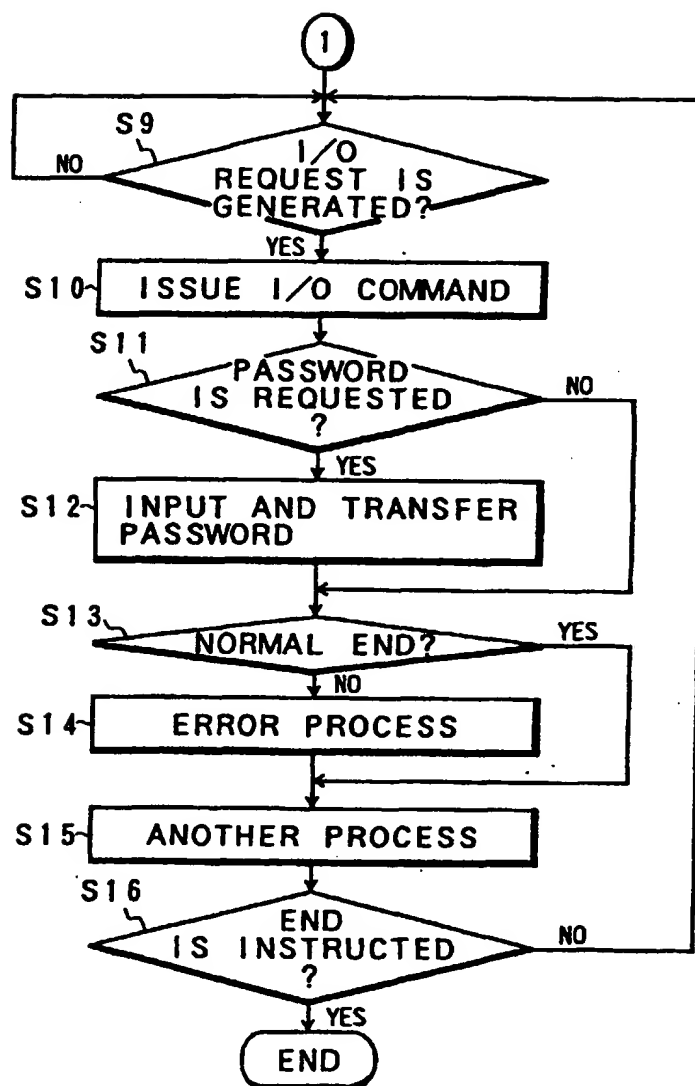 1
S9
I/O
REQUEST IS
GENERATED?
NO
YES
S10
ISSUE I/O COMMAND
S11
PASSWORD
IS REQUESTED
?
NO
YES
S12
INPUT AND TRANSFER
PASSWORD
S13
NORMAL END?
YES
NO
S14
ERROR PROCESS
S15
ANOTHER PROCESS
S16
END
IS INSTRUCTED
?
NO
YES
END